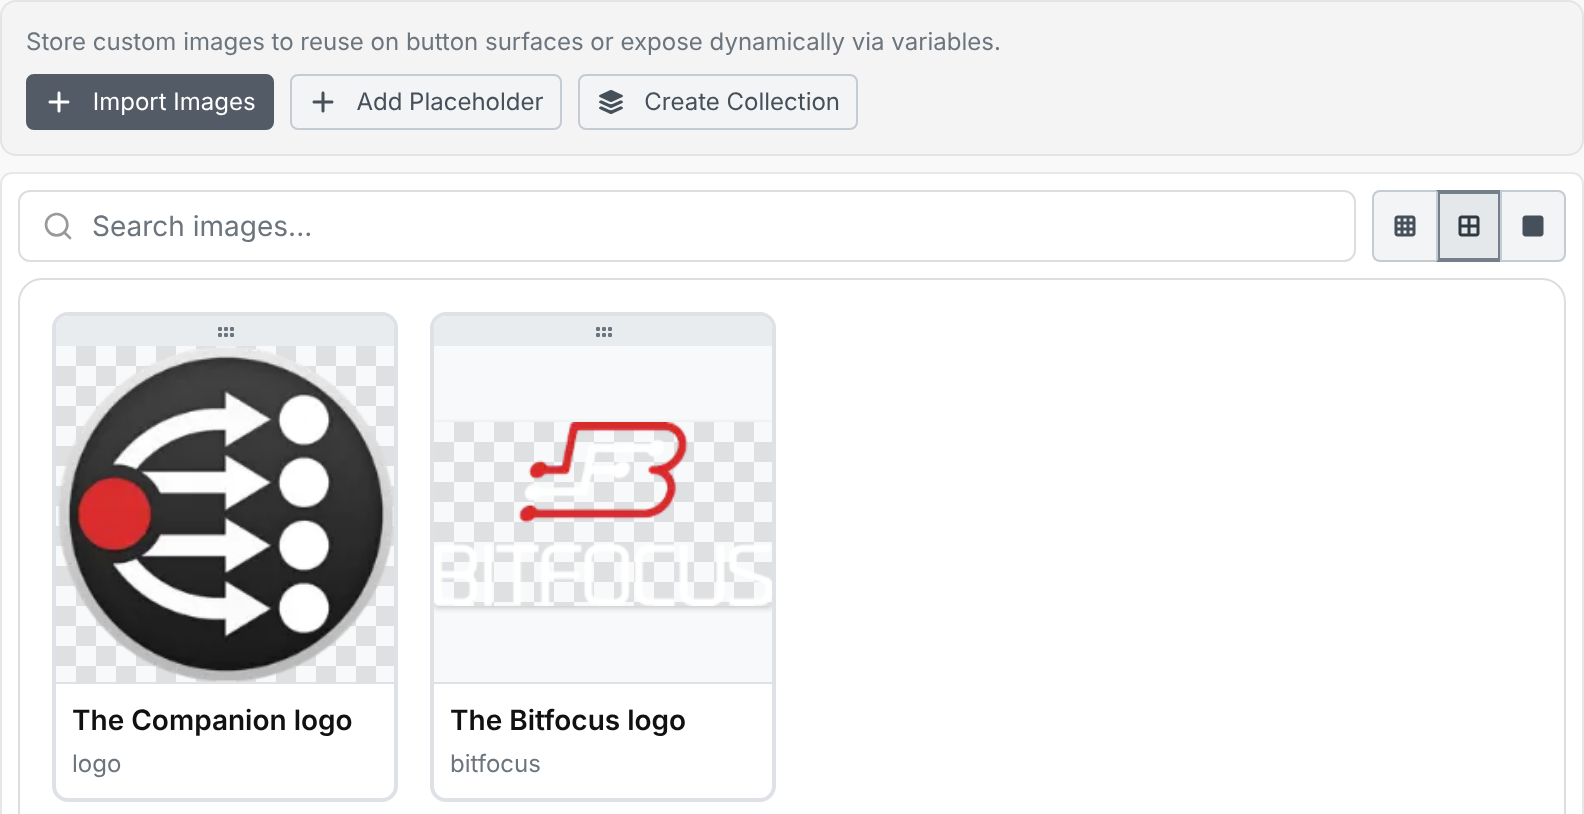 Store custom images to reuse on button surfaces or expose dynamically via variables.
Import Images
Add Placeholder
Create Collection
Search images...
BITFOCUS
The Companion logo
logo
The Bitfocus logo
bitfocus